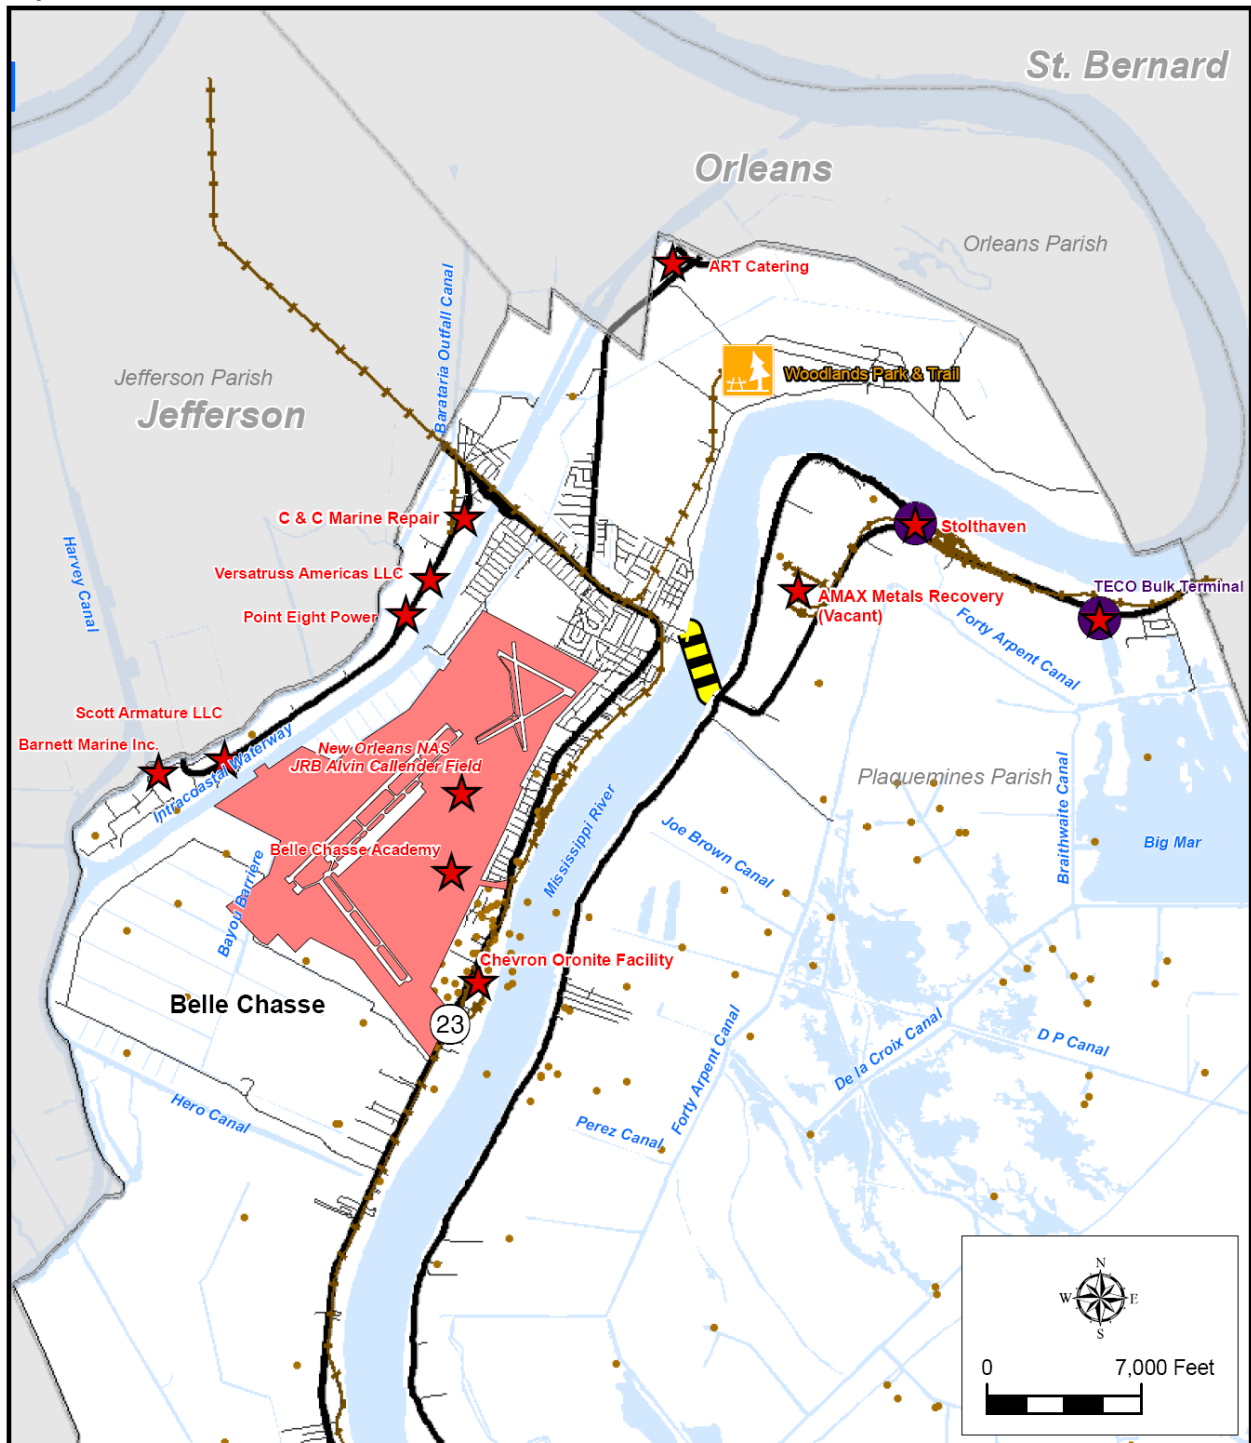 St. Bernard
Orleans
Orleans Parish
ART Catering
Barataria Outfall Canal
Woodlands Park & Trail
Jefferson Parish
Jefferson
C & C Marine Repair
Stolthaven
Harvey Canal
Versatruss Americas LLC
TECO Bulk Terminal
AMAX Metals Recovery
(Vacant)
Point Eight Power
Forty Arpent Canal
Scott Armature LLC
Barnett Marine Inc.
Intracoastal Waterway
New Orleans NAS
JRB Alvin Callender Field
Plaquemines Parish
Mississippi River
Braithwaite Canal
Joe Brown Canal
Big Mar
Belle Chasse Academy
Bayou Barriere
Chevron Oronite Facility
Belle Chasse
23
De la Croix Canal
D P Canal
Forty Arpent Canal
Hero Canal
Perez Canal
N
W E
S
0 7,000 Feet